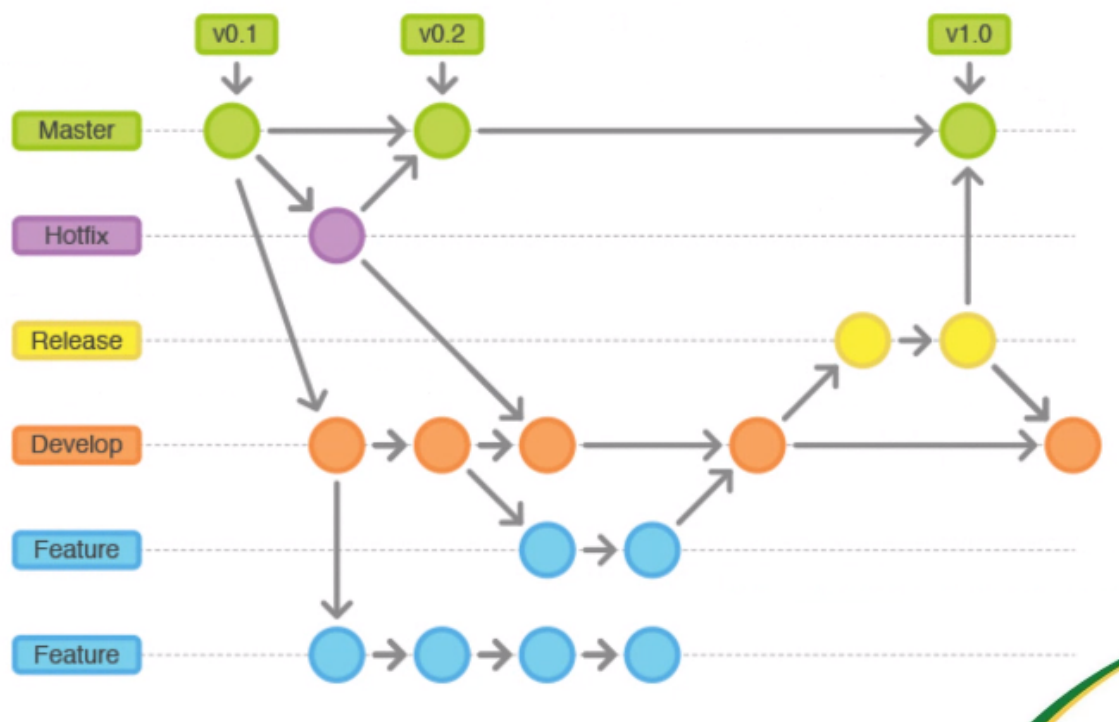 v0.1
v0.2
v1.0
Master
Hotfix
Release
Develop
Feature
Feature